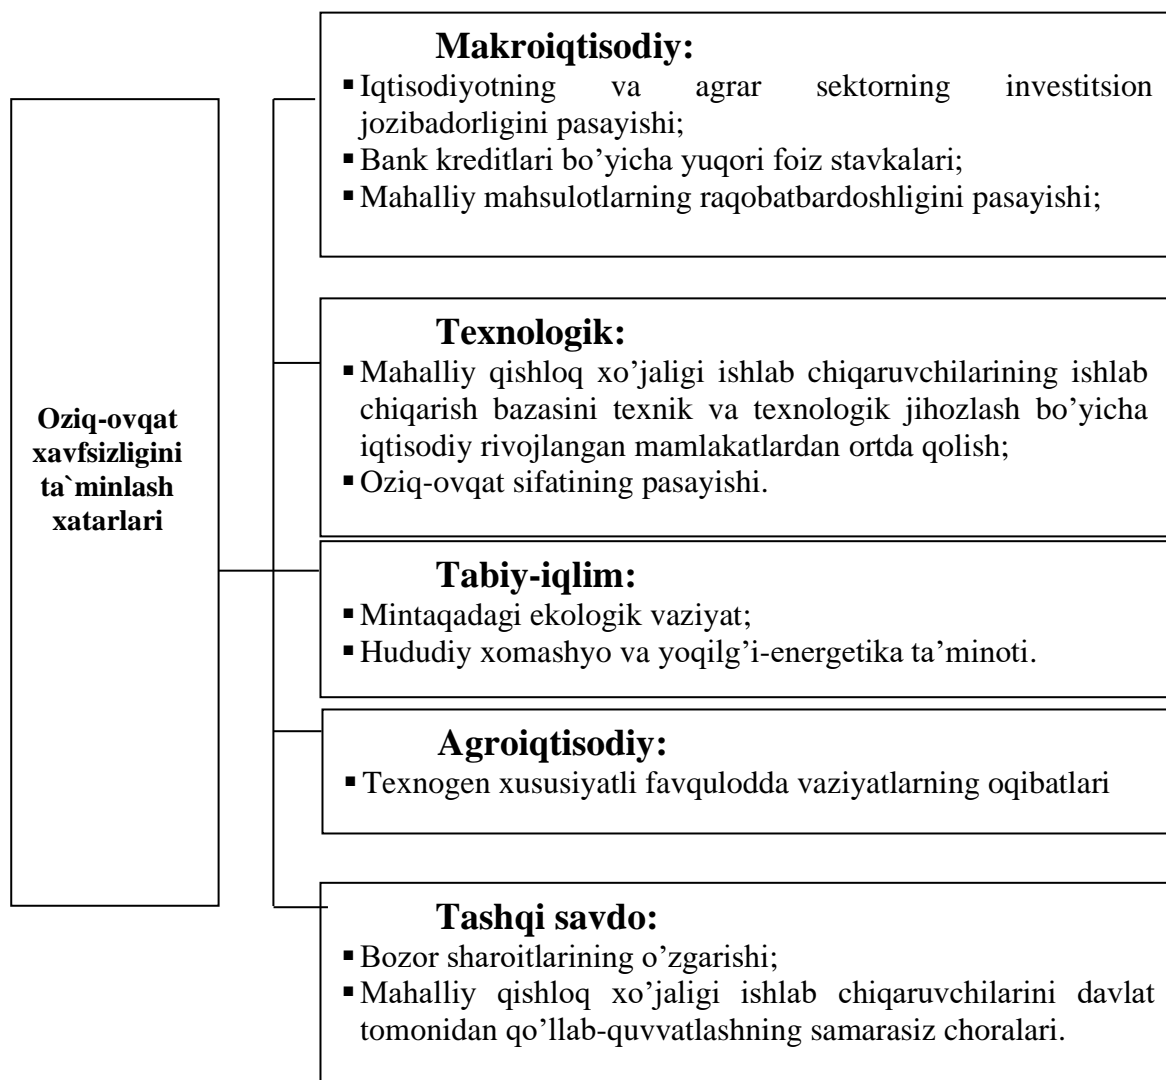 Makroiqtisodiy:
▪ Iqtisodiyotning va agrar sektorning investitsion
jozibadorligini pasayishi;
▪ Bank kreditlari bo’yicha yuqori foiz stavkalari;
▪ Mahalliy mahsulotlarning raqobatbardoshligini pasayishi;
Oziq-ovqat
xavfsizligini
ta`minlash
xatarlari
Texnologik:
▪ Mahalliy qishloq xo’jaligi ishlab chiqaruvchilarining ishlab
chiqarish bazasini texnik va texnologik jihozlash bo’yicha
iqtisodiy rivojlangan mamlakatlardan ortda qolish;
▪ Oziq-ovqat sifatining pasayishi.
Tabiy-iqlim:
▪ Mintaqadagi ekologik vaziyat;
▪ Hududiy xomashyo va yoqilg’i-energetika ta’minoti.
Agroiqtisodiy:
▪ Texnogen xususiyatli favqulodda vaziyatlarning oqibatlari
Tashqi savdo:
▪ Bozor sharoitlarining o’zgarishi;
▪ Mahalliy qishloq xo’jaligi ishlab chiqaruvchilarini davlat
tomonidan qo’llab-quvvatlashning samarasiz choralari.